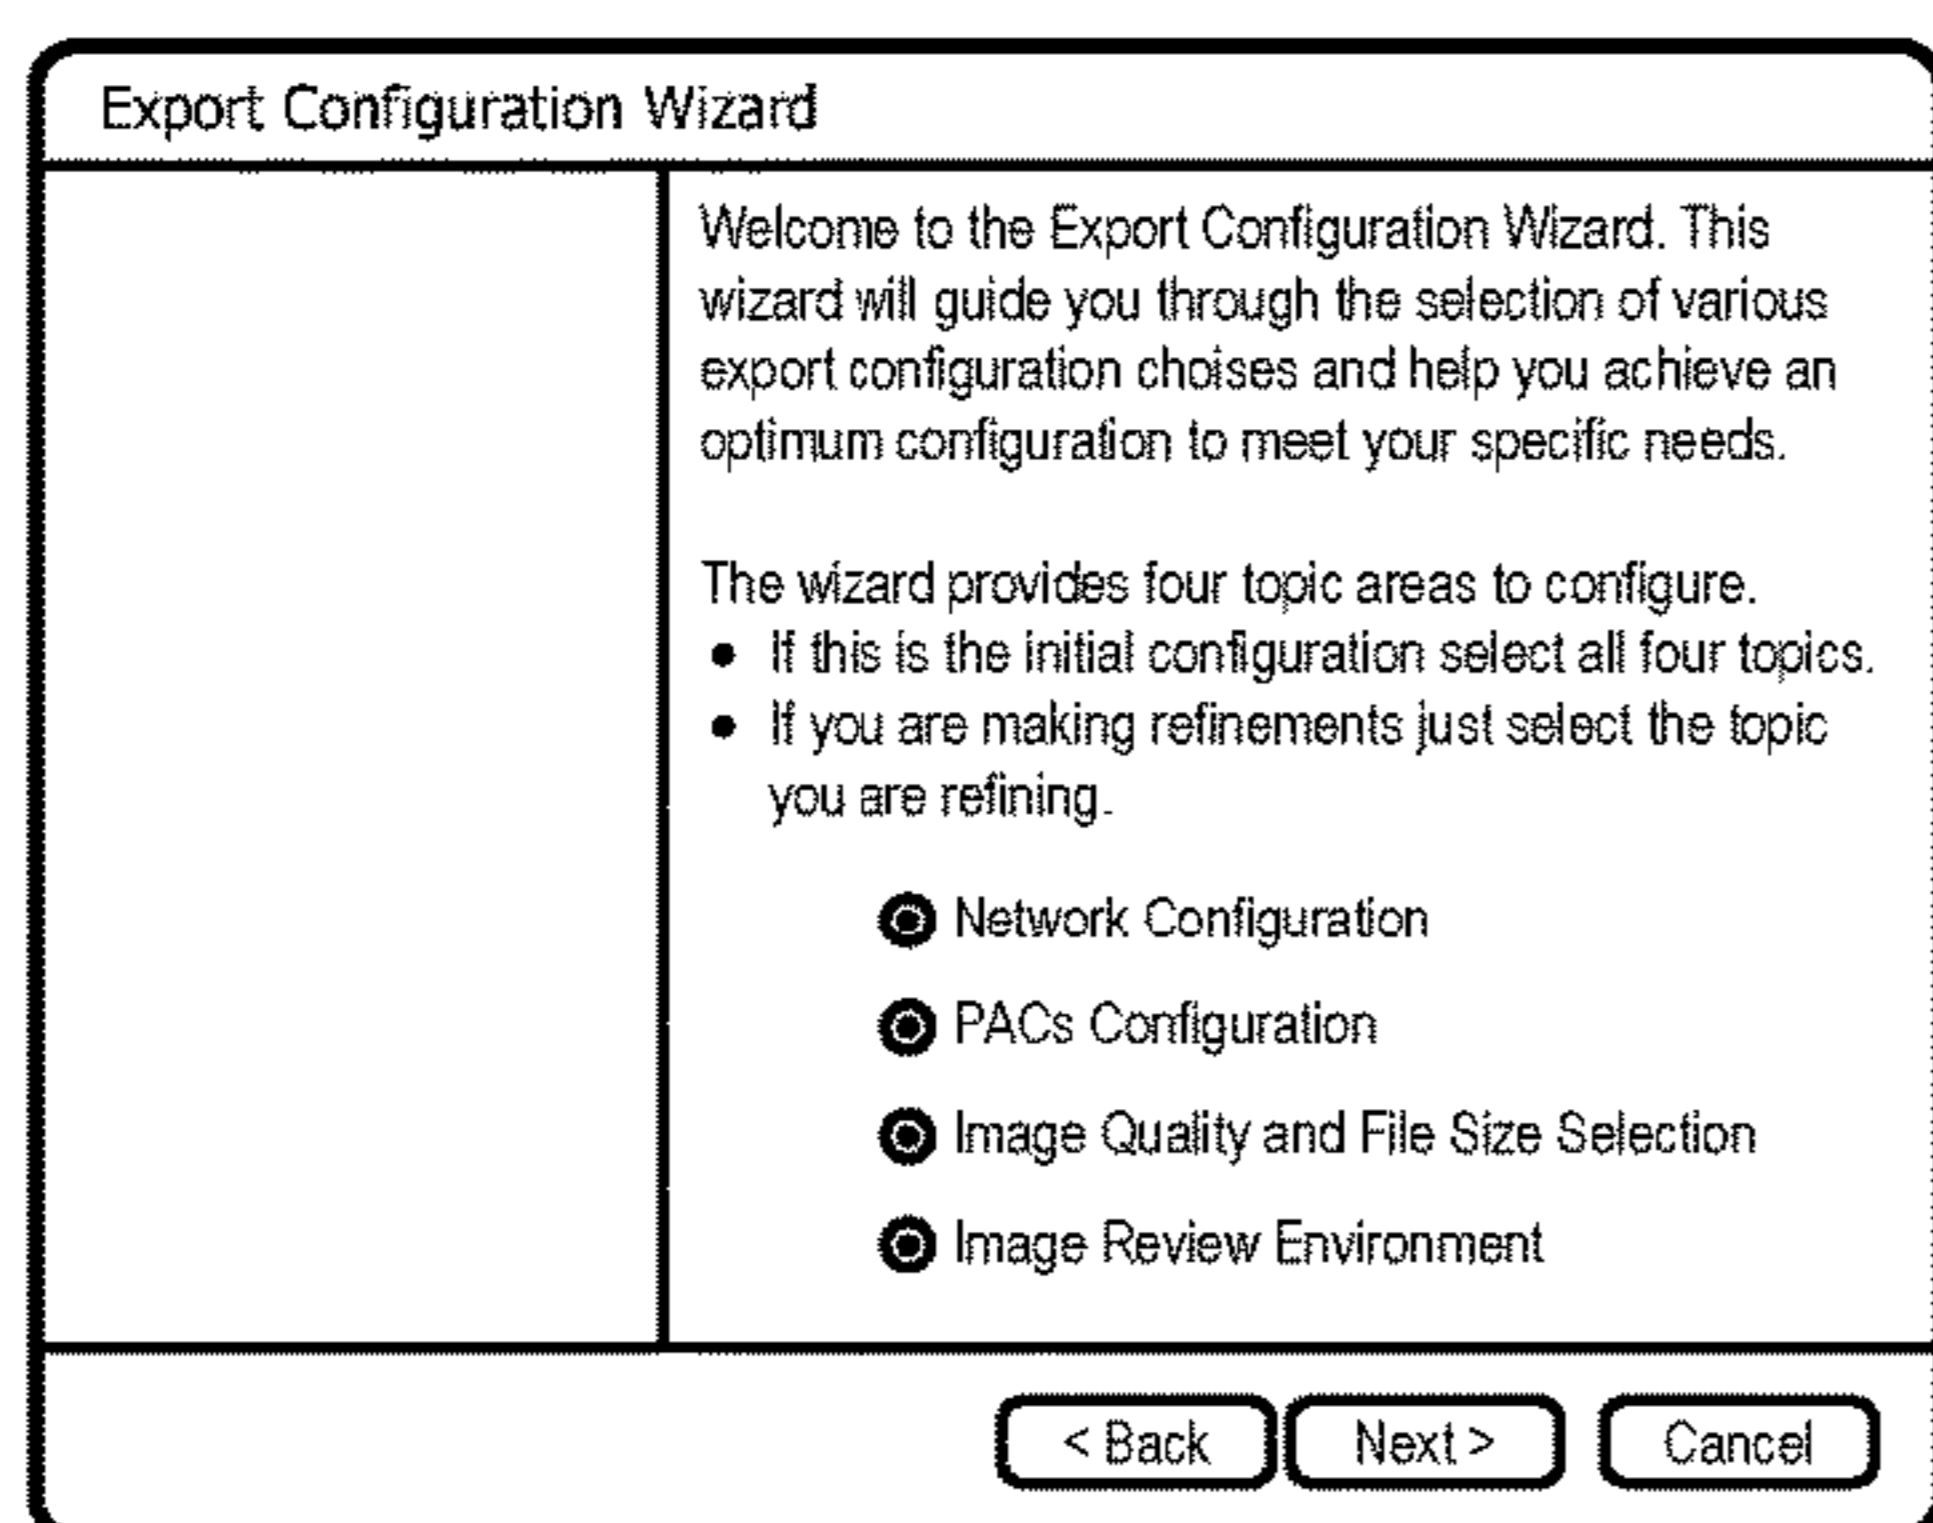 Export Configuration Wizard
Welcome to the Export Configuration Wizard. This
wizard will guide you through the selection of various
export configuration choises and help you achieve an
optimum configuration to meet your specific needs.
The wizard provides four topic areas to configure.
• If this is the initial configuration select all four topics.
• If you are making refinements just select the topic
you are refining.
Network Configuration
PACs Configuration
Image Quality and File Size Selection
Image Review Environment
< Back Next > Cancel